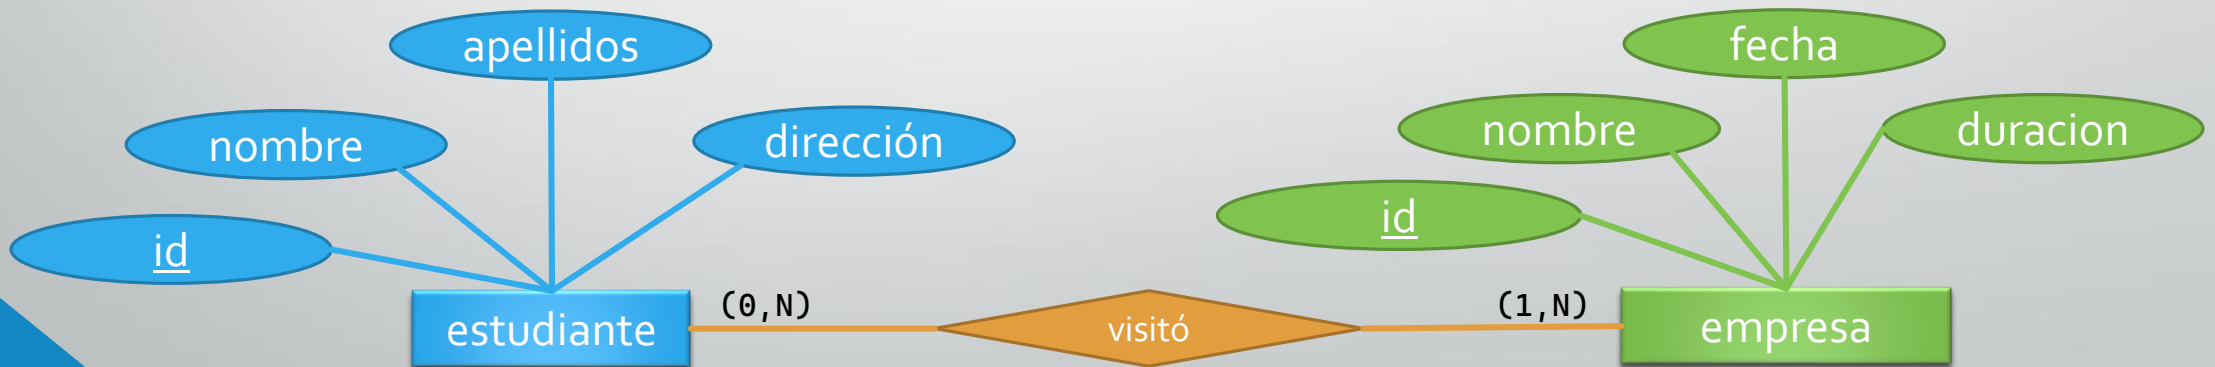 apellidos
nombre
dirección
id
estudiante
(0,N)
visitó
(1,N)
fecha
nombre
duracion
id
empresa